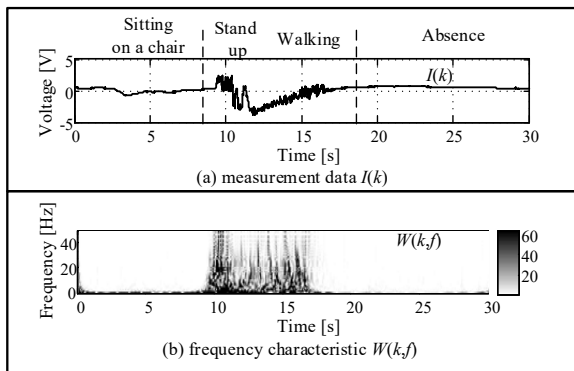 Sitting
on a chair
Stand
up
Walking
Absence
Voltage [V]
5
0
-5
I(k)
0 5 10 15 20 25 30
Time [s]
(a) measurement data I(k)
Frequency [Hz]
40
20
0
W(k,f)
60
40
20
0 5 10 15 20 25 30
Time [s]
(b) frequency characteristic W(k,f)